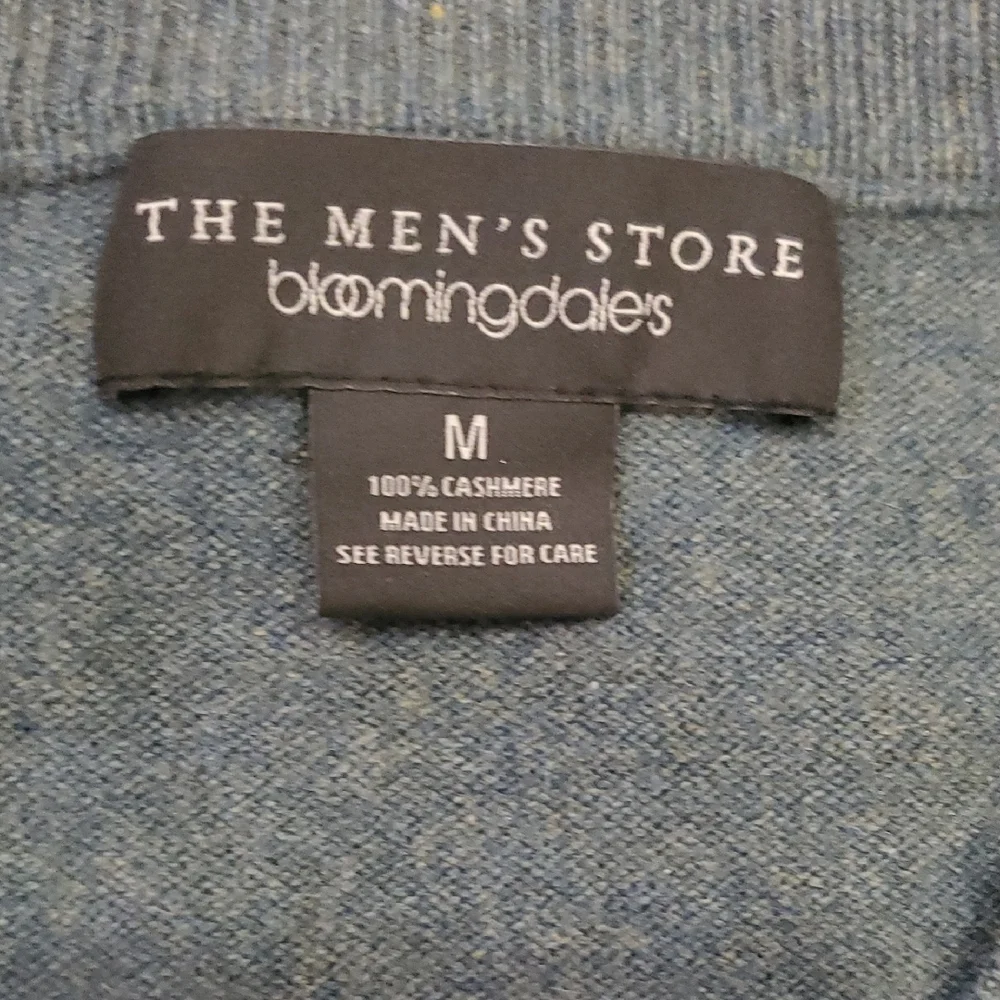 THE MEN'S STORE
bloomingdale's
M
100% CASHMERE
MADE IN CHINA
SEE REVERSE FOR CARE